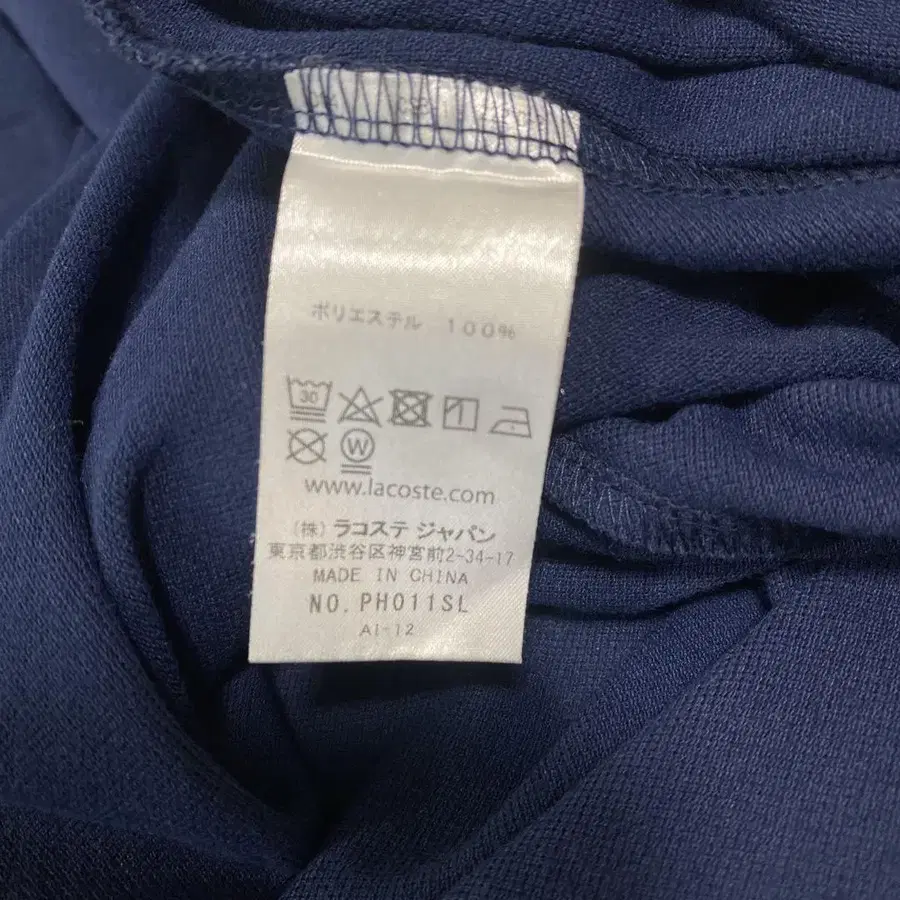 ポリエステル 100%
30
W
www.lacoste.com
(株) ラコステ ジャパン
東京都渋谷区神宮前2-34-17
MADE IN CHINA
NO. PH011SL
AI-12